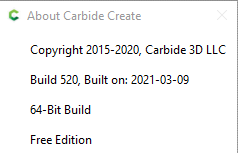 About Carbide Create
Copyright 2015-2020, Carbide 3D LLC
Build 520, Built on: 2021-03-09
64-Bit Build
Free Edition